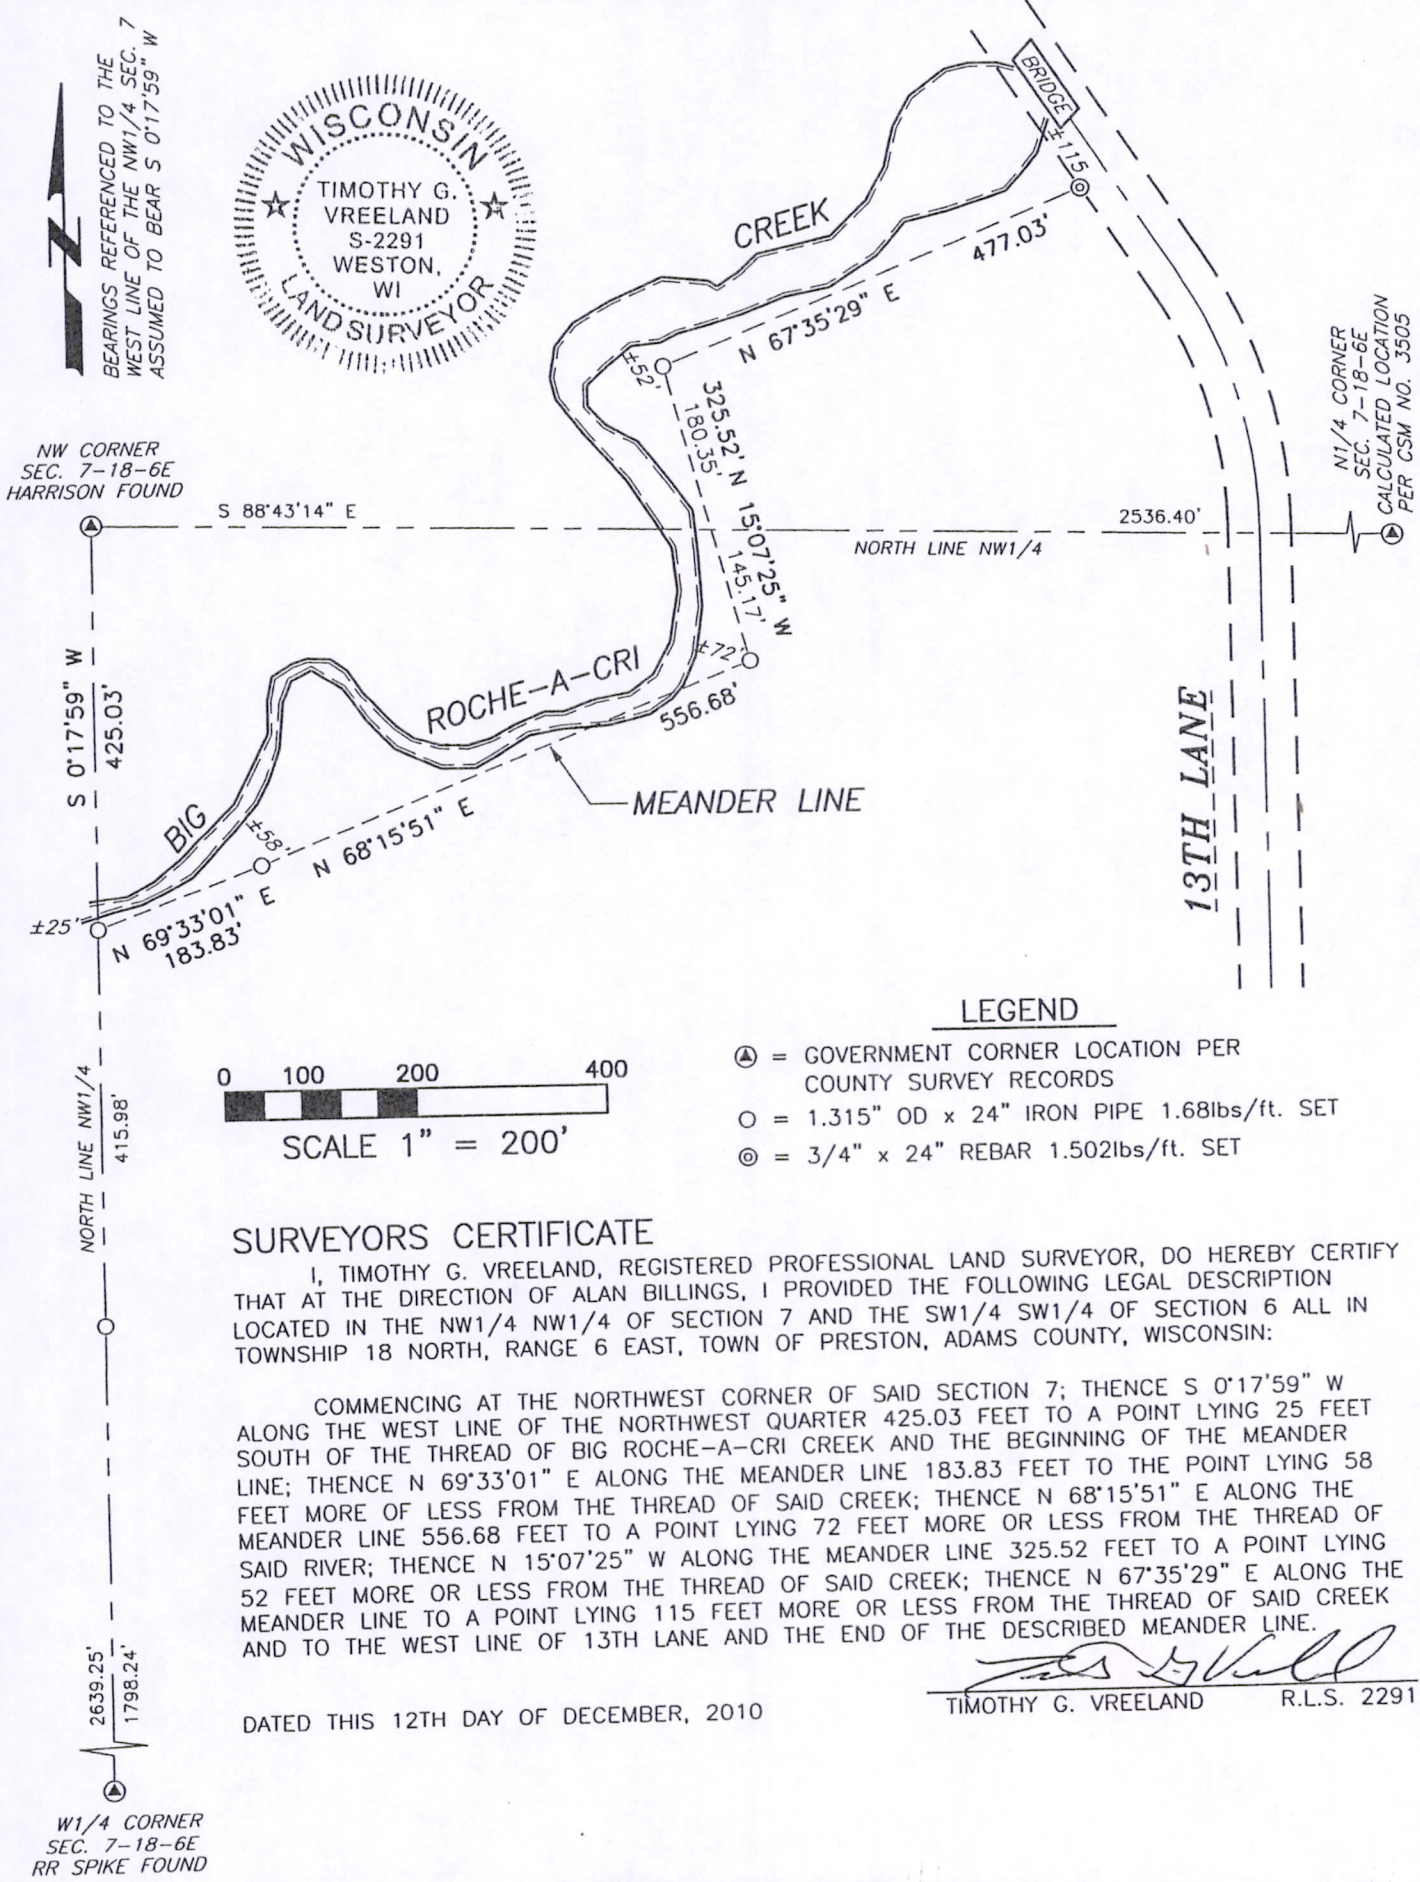 BEARINGS REFERENCED TO THE
WEST LINE OF THE NW1/4 SEC. 7
ASSUMED TO BEAR S 0°17'59" W
WISCONSIN
TIMOTHY G.
VREELAND
S-2291
WESTON,
WI
LAND SURVEYOR
BRIDGE
±115'
CREEK
477.03'
N 67°35'29" E
±52'
325.52' N 15°07'25" W
180.35'
145.17'
N1/4 CORNER
SEC. 7-18-6E
CALCULATED LOCATION
PER CSM NO. 3505
NW CORNER
SEC. 7-18-6E
HARRISON FOUND
S 88°43'14" E
2536.40'
NORTH LINE NW1/4
S 0°17'59" W
425.03'
±72'
ROCHE-A-CRI
556.68'
MEANDER LINE
BIG
±58'
N 68°15'51" E
13TH LANE
±25'
N 69°33'01" E
183.83'
LEGEND
= GOVERNMENT CORNER LOCATION PER
COUNTY SURVEY RECORDS
= 1.315" OD x 24" IRON PIPE 1.68lbs/ft. SET
= 3/4" x 24" REBAR 1.502lbs/ft. SET
0 100 200 400
SCALE 1" = 200'
NORTH LINE NW1/4
415.98'
SURVEYORS CERTIFICATE
I, TIMOTHY G. VREELAND, REGISTERED PROFESSIONAL LAND SURVEYOR, DO HEREBY CERTIFY
THAT AT THE DIRECTION OF ALAN BILLINGS, I PROVIDED THE FOLLOWING LEGAL DESCRIPTION
LOCATED IN THE NW1/4 NW1/4 OF SECTION 7 AND THE SW1/4 SW1/4 OF SECTION 6 ALL IN
TOWNSHIP 18 NORTH, RANGE 6 EAST, TOWN OF PRESTON, ADAMS COUNTY, WISCONSIN:
COMMENCING AT THE NORTHWEST CORNER OF SAID SECTION 7; THENCE S 0°17'59" W
ALONG THE WEST LINE OF THE NORTHWEST QUARTER 425.03 FEET TO A POINT LYING 25 FEET
SOUTH OF THE THREAD OF BIG ROCHE-A-CRI CREEK AND THE BEGINNING OF THE MEANDER
LINE; THENCE N 69°33'01" E ALONG THE MEANDER LINE 183.83 FEET TO THE POINT LYING 58
FEET MORE OF LESS FROM THE THREAD OF SAID CREEK; THENCE N 68°15'51" E ALONG THE
MEANDER LINE 556.68 FEET TO A POINT LYING 72 FEET MORE OR LESS FROM THE THREAD OF
SAID RIVER; THENCE N 15°07'25" W ALONG THE MEANDER LINE 325.52 FEET TO A POINT LYING
52 FEET MORE OR LESS FROM THE THREAD OF SAID CREEK; THENCE N 67°35'29" E ALONG THE
MEANDER LINE TO A POINT LYING 115 FEET MORE OR LESS FROM THE THREAD OF SAID CREEK
AND TO THE WEST LINE OF 13TH LANE AND THE END OF THE DESCRIBED MEANDER LINE.
TIMOTHY G. VREELAND R.L.S. 2291
DATED THIS 12TH DAY OF DECEMBER, 2010
2639.25'
1798.24'
W1/4 CORNER
SEC. 7-18-6E
RR SPIKE FOUND